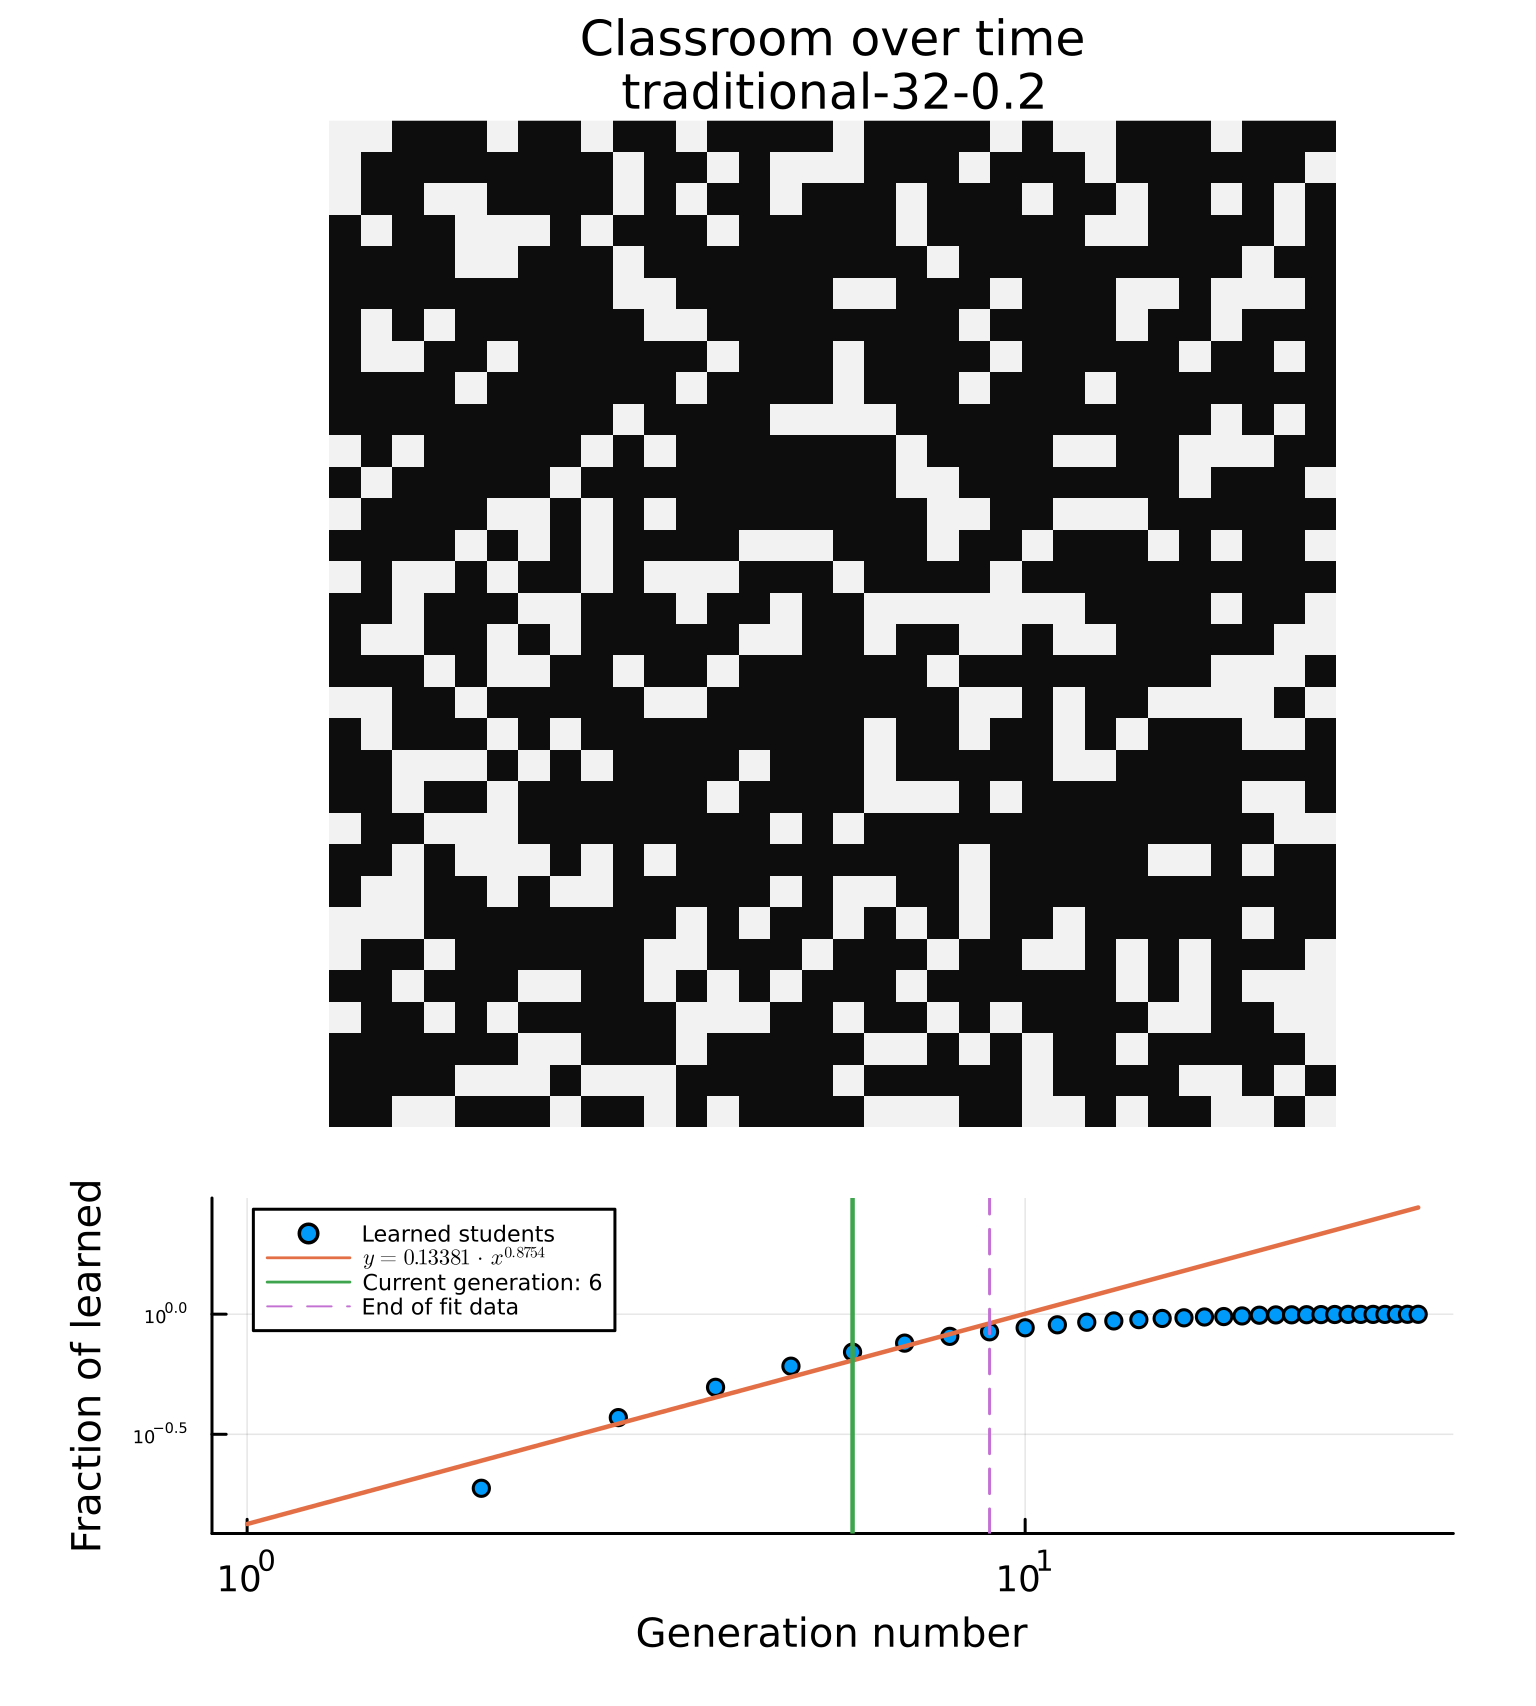 Classroom over time
traditional-32-0.2
Fraction of learned
Learned students
y = 0.13381 · x^0.8754
Current generation: 6
End of fit data
10^0.0
10^−0.5
10^0 10^1
Generation number